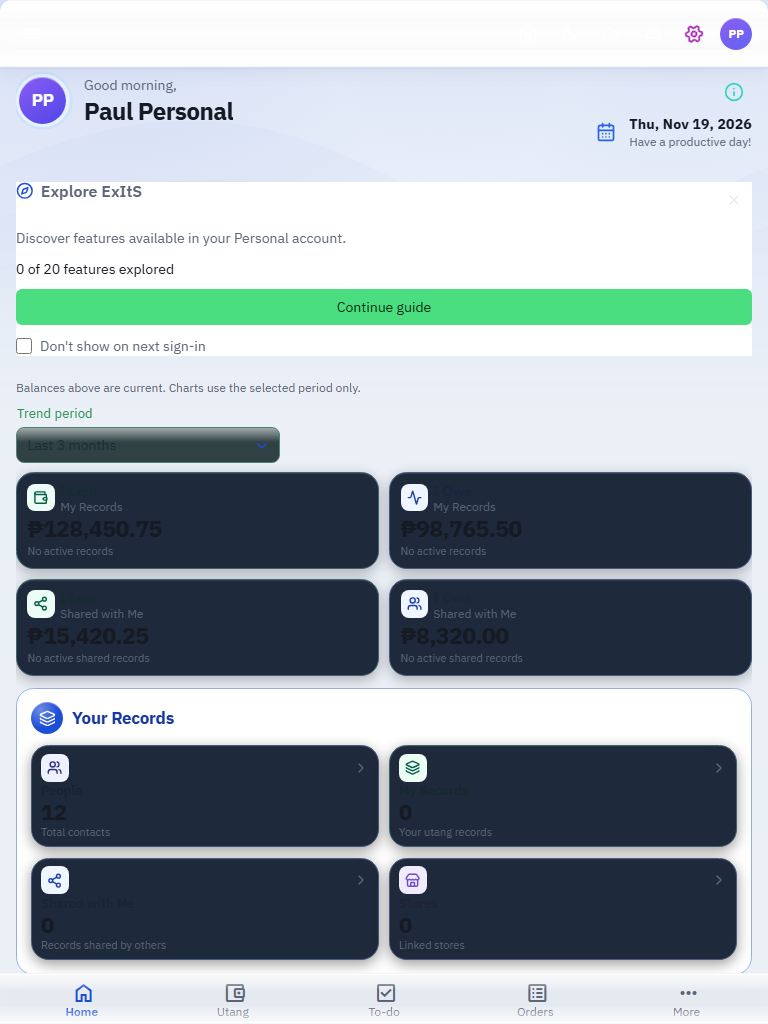 PP
PP
Good morning,
Paul Personal
Thu, Nov 19, 2026
Have a productive day!
Explore ExItS
Discover features available in your Personal account.
0 of 20 features explored
Continue guide
Don't show on next sign-in
Balances above are current. Charts use the selected period only.
Trend period
Last 3 months
My Records
₱128,450.75
No active records
My Records
₱98,765.50
No active records
Shared with Me
₱15,420.25
No active shared records
Shared with Me
₱8,320.00
No active shared records
Your Records
People
12
Total contacts
My Records
0
Your utang records
Shared with Me
0
Records shared by others
Stores
0
Linked stores
Home
Utang
To-do
Orders
More